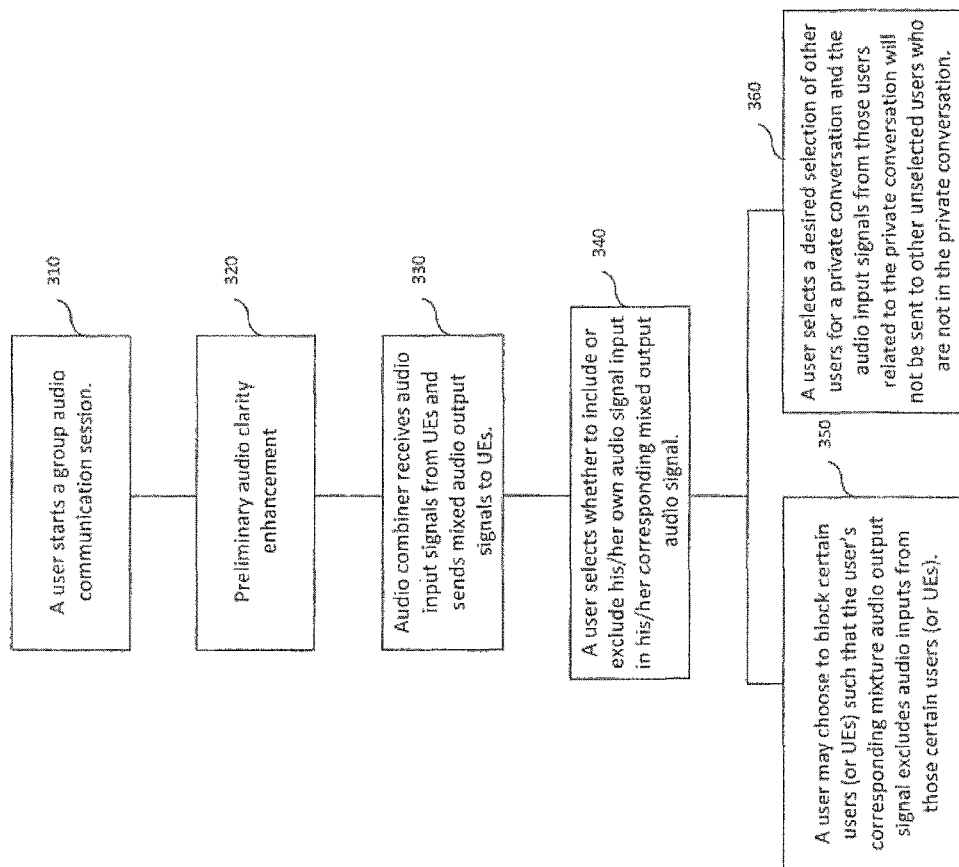 310
A user starts a group audio
communication session.
320
Preliminary audio clarity
enhancement
330
Audio combiner receives audio
input signals from UEs and
sends mixed audio output
signals to UEs.
340
A user selects whether to include or
exclude his/her own audio signal input
in his/her corresponding mixed output
audio signal.
350
A user may choose to block certain
users (or UEs) such that the user's
corresponding mixture audio output
signal excludes audio inputs from
those certain users (or UEs).
360
A user selects a desired selection of other
users for a private conversation and the
audio input signals from those users
related to the private conversation will
not be sent to other unselected users who
are not in the private conversation.